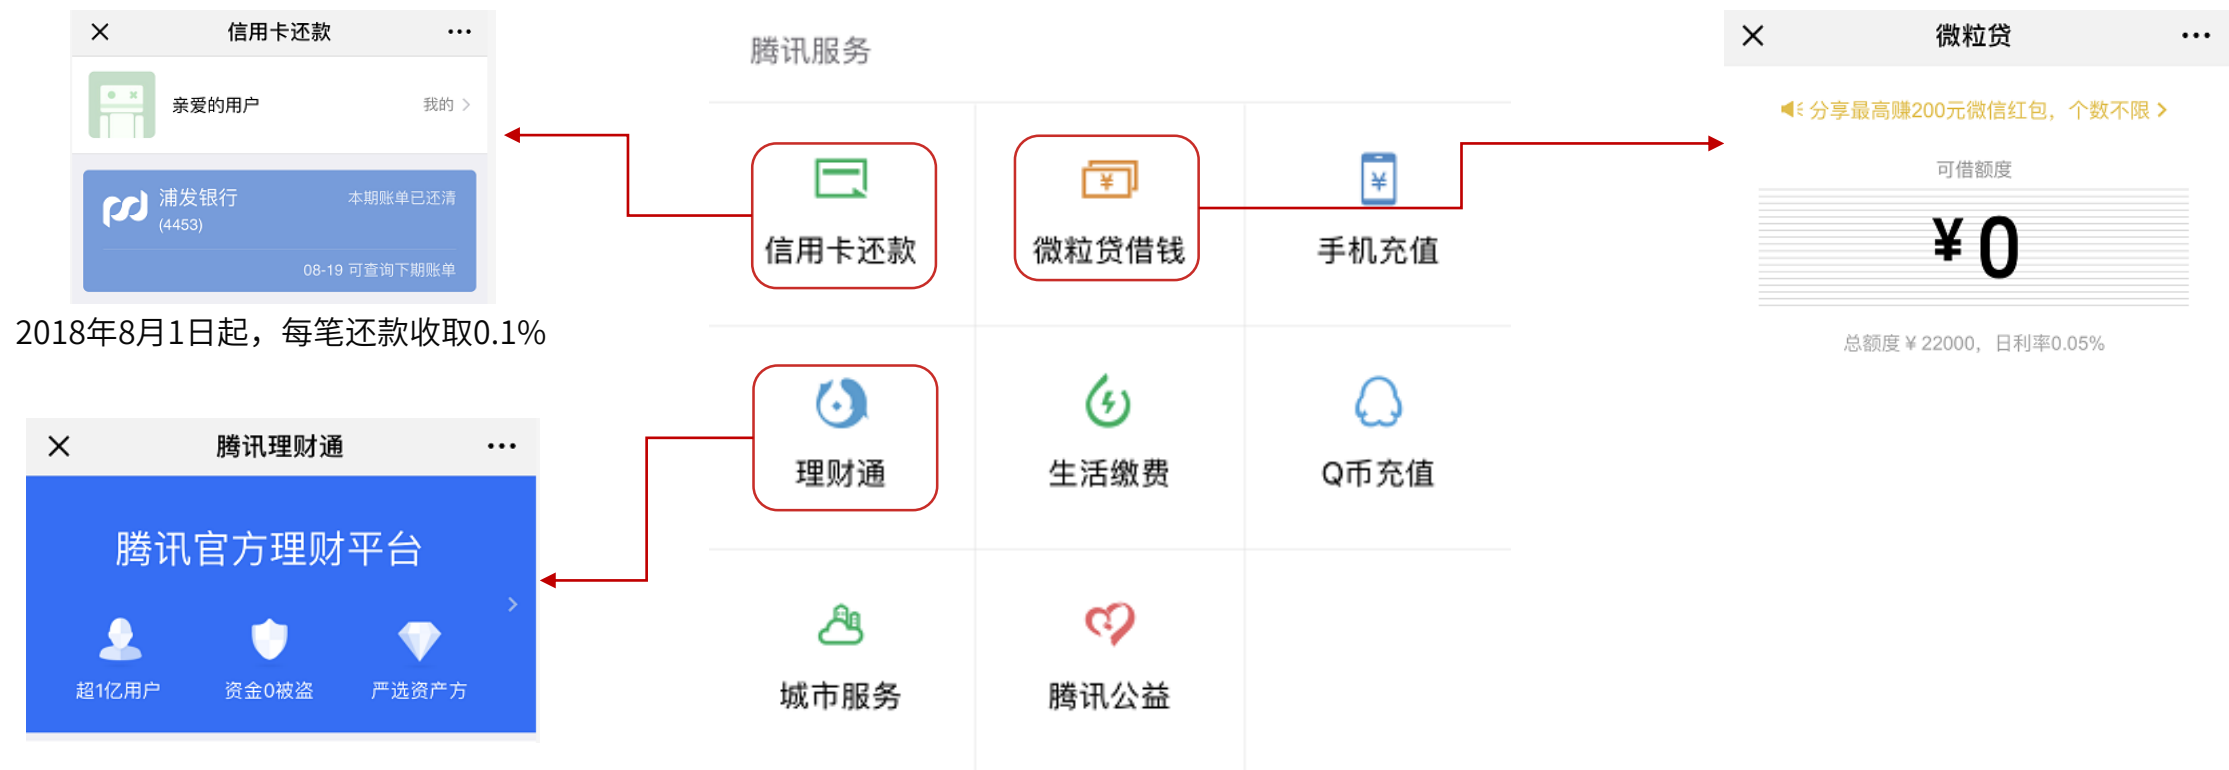 信用卡还款
亲爱的用户
我的
浦发银行
本期账单已还清
(4453)
08-19 可查询下期账单
2018年8月1日起，每笔还款收取0.1%
腾讯理财通
腾讯官方理财平台
超1亿用户
资金0被盗
严选资产方
腾讯服务
信用卡还款
微粒贷借钱
手机充值
理财通
生活缴费
Q币充值
城市服务
腾讯公益
微粒贷
分享最高赚200元微信红包，个数不限
可借额度
¥0
总额度¥22000，日利率0.05%